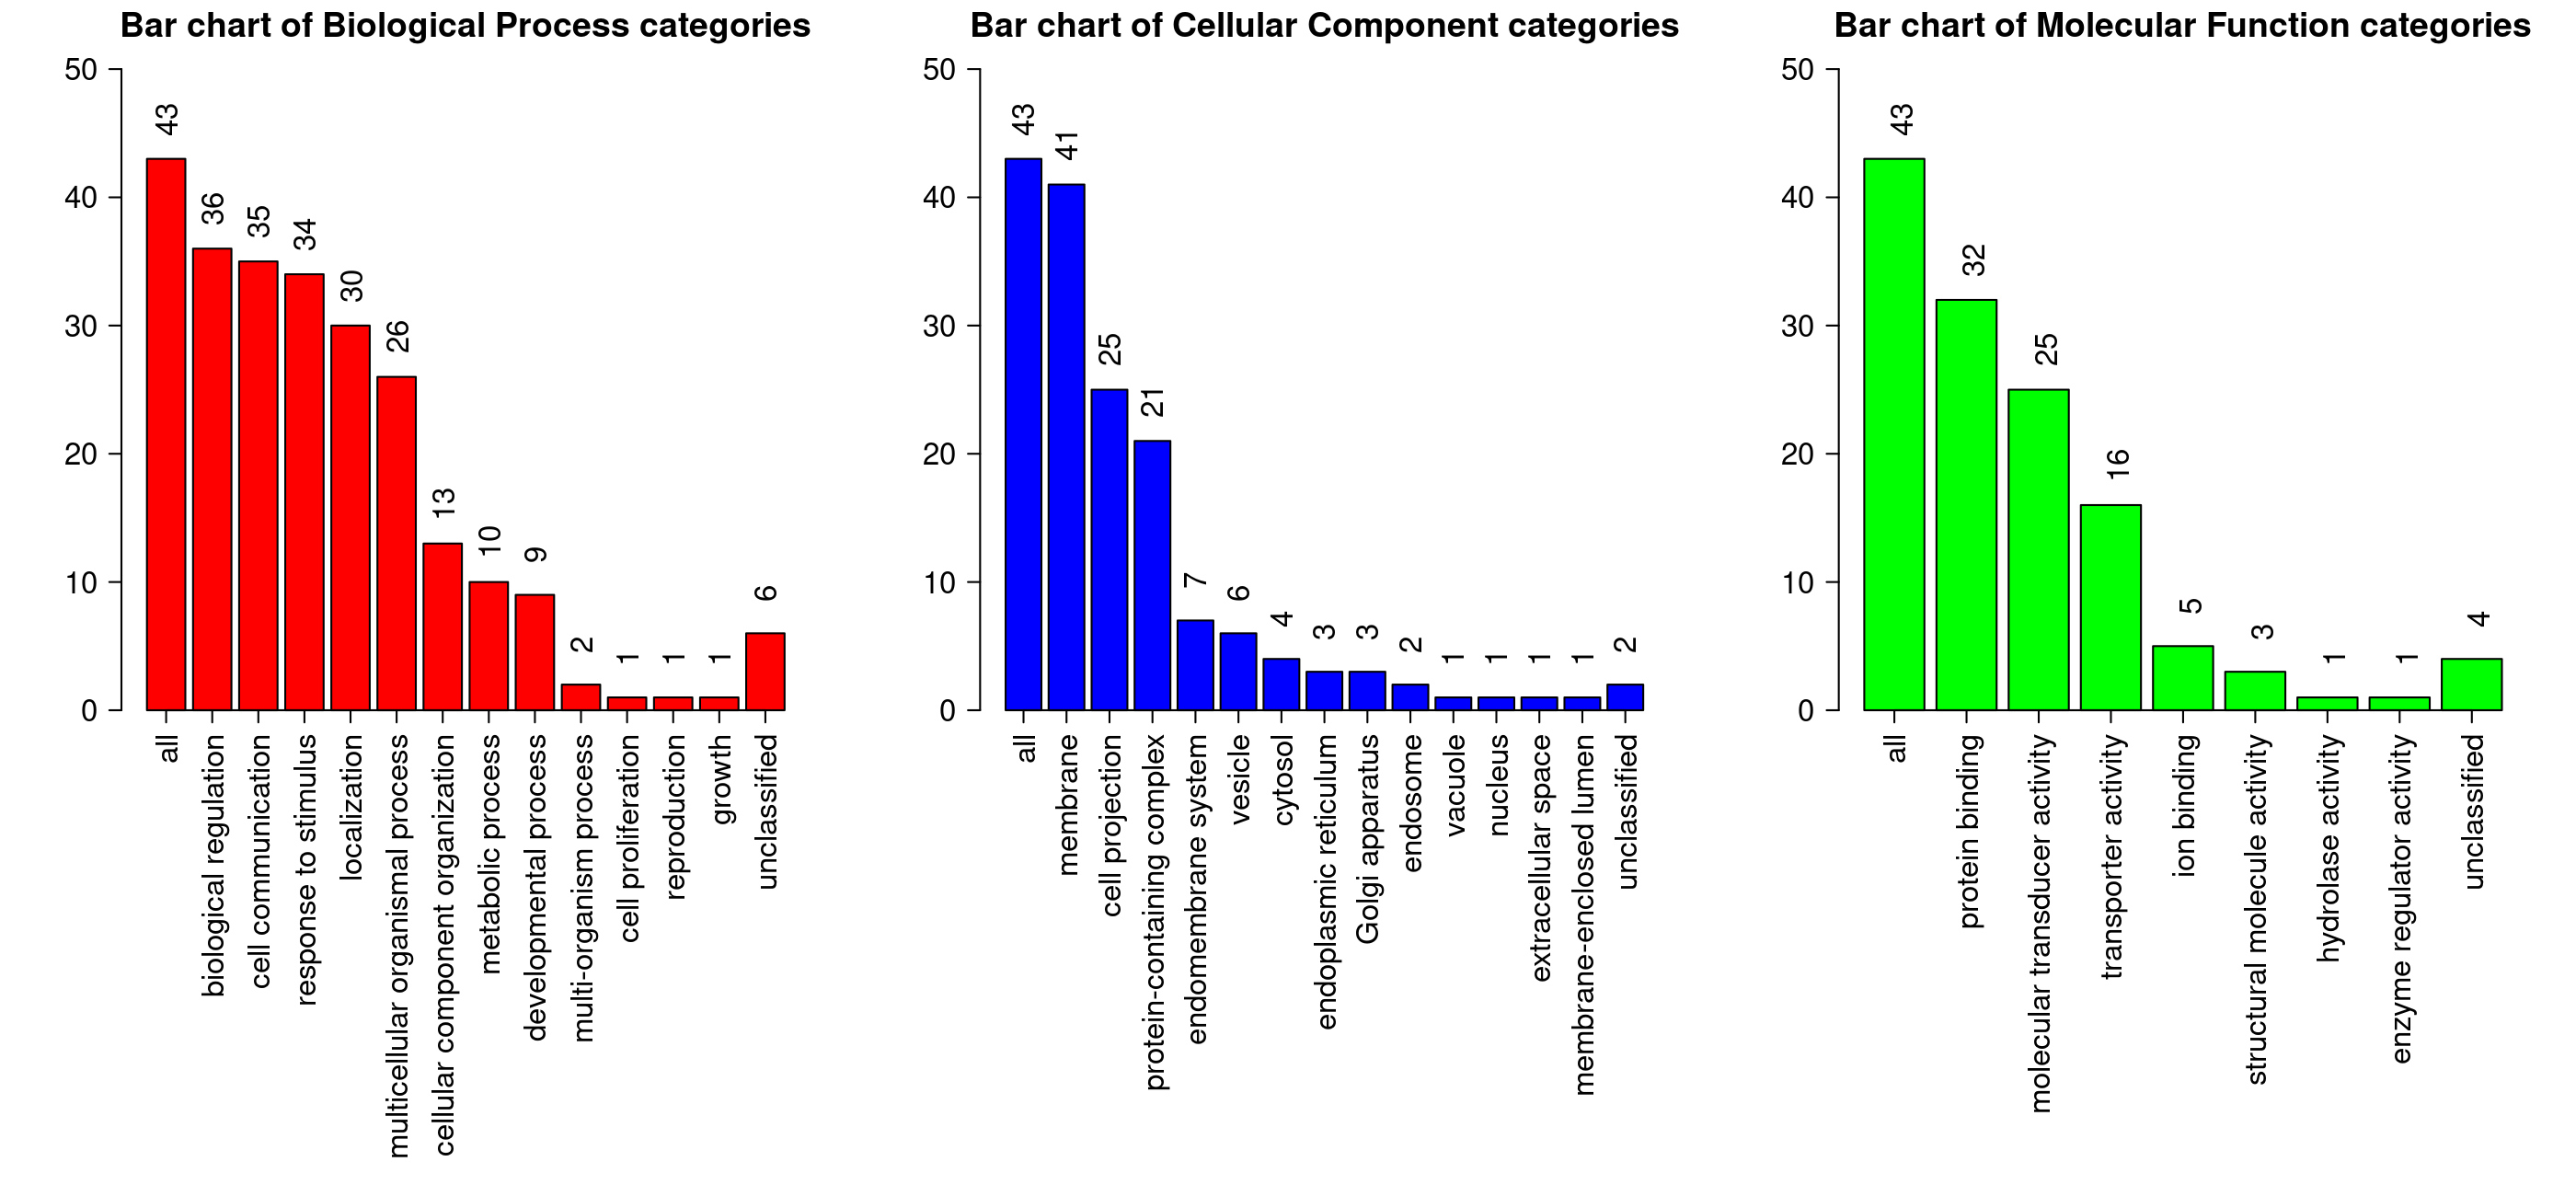 Bar chart of Biological Process categories
50
40
30
20
10
0
43
36
35
34
30
26
13
10
9
2
1
1
1
6
all
biological regulation
cell communication
response to stimulus
localization
multicellular organismal process
cellular component organization
metabolic process
developmental process
multi-organism process
cell proliferation
reproduction
growth
unclassified
Bar chart of Cellular Component categories
50
40
30
20
10
0
43
41
25
21
7
6
4
3
3
2
1
1
1
1
2
all
membrane
cell projection
protein-containing complex
endomembrane system
vesicle
cytosol
endoplasmic reticulum
Golgi apparatus
endosome
vacuole
nucleus
extracellular space
membrane-enclosed lumen
unclassified
Bar chart of Molecular Function categories
50
40
30
20
10
0
43
32
25
16
5
3
1
1
4
all
protein binding
molecular transducer activity
transporter activity
ion binding
structural molecule activity
hydrolase activity
enzyme regulator activity
unclassified